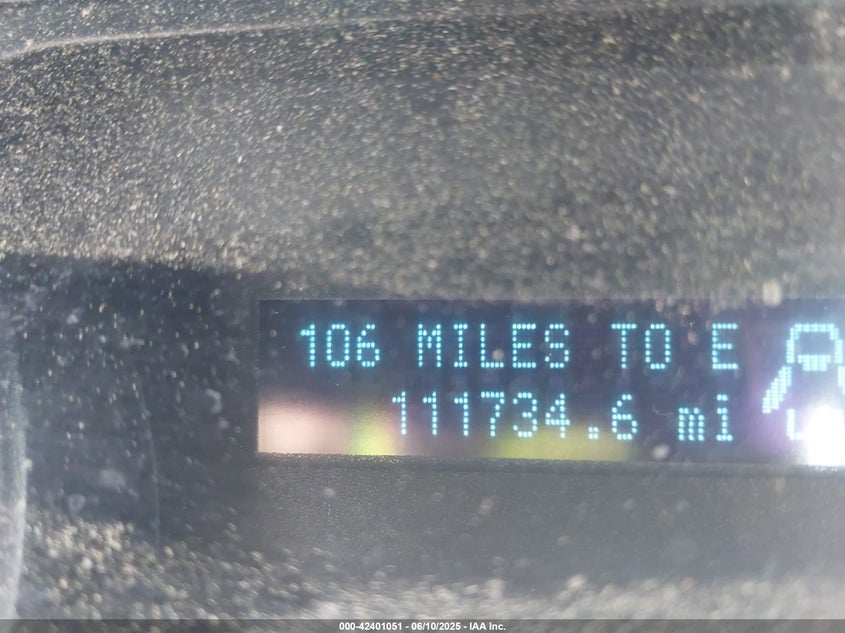 106 MILES TO E
111734.6 mi
000-42401051 - 06/10/2025 - IAA Inc.